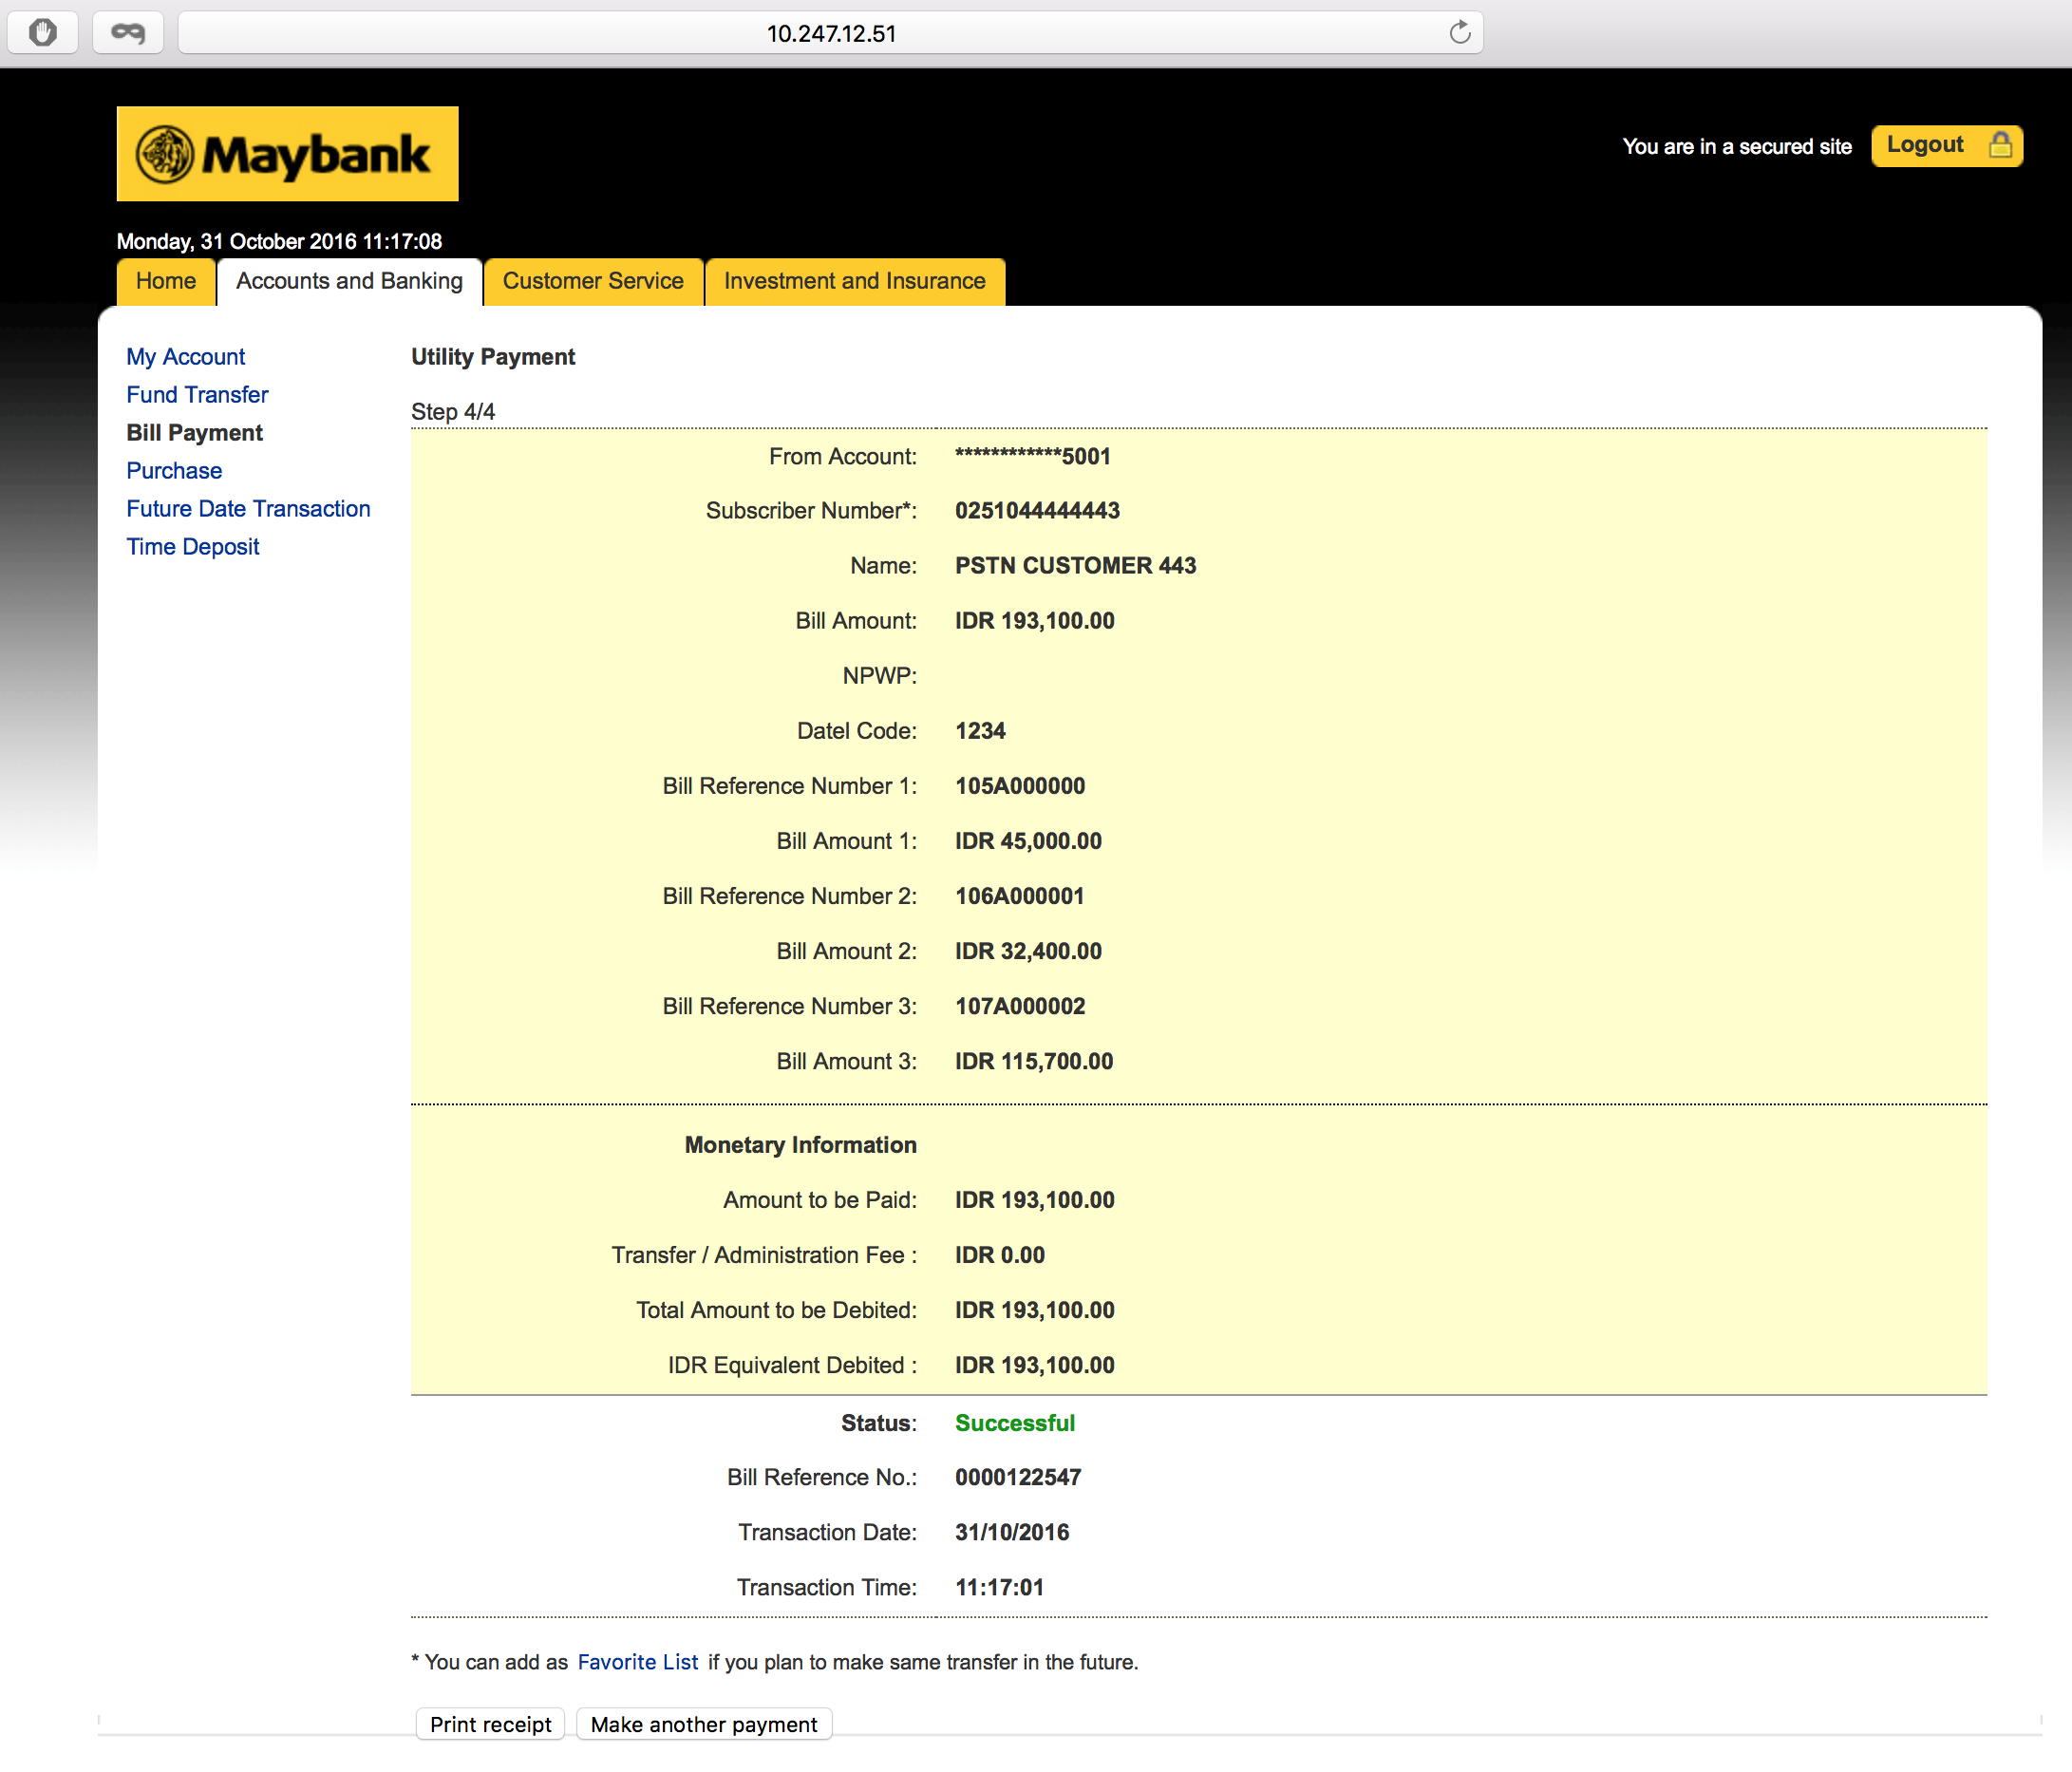 10.247.12.51
Maybank
You are in a secured site Logout
Monday, 31 October 2016 11:17:08
Home Accounts and Banking Customer Service Investment and Insurance
My Account
Fund Transfer
Bill Payment
Purchase
Future Date Transaction
Time Deposit
Utility Payment
Step 4/4
From Account: ************5001
Subscriber Number*: 0251044444443
Name: PSTN CUSTOMER 443
Bill Amount: IDR 193,100.00
NPWP:
Datel Code: 1234
Bill Reference Number 1: 105A000000
Bill Amount 1: IDR 45,000.00
Bill Reference Number 2: 106A000001
Bill Amount 2: IDR 32,400.00
Bill Reference Number 3: 107A000002
Bill Amount 3: IDR 115,700.00
Monetary Information
Amount to be Paid: IDR 193,100.00
Transfer / Administration Fee : IDR 0.00
Total Amount to be Debited: IDR 193,100.00
IDR Equivalent Debited : IDR 193,100.00
Status: Successful
Bill Reference No.: 0000122547
Transaction Date: 31/10/2016
Transaction Time: 11:17:01
* You can add as Favorite List if you plan to make same transfer in the future.
Print receipt Make another payment